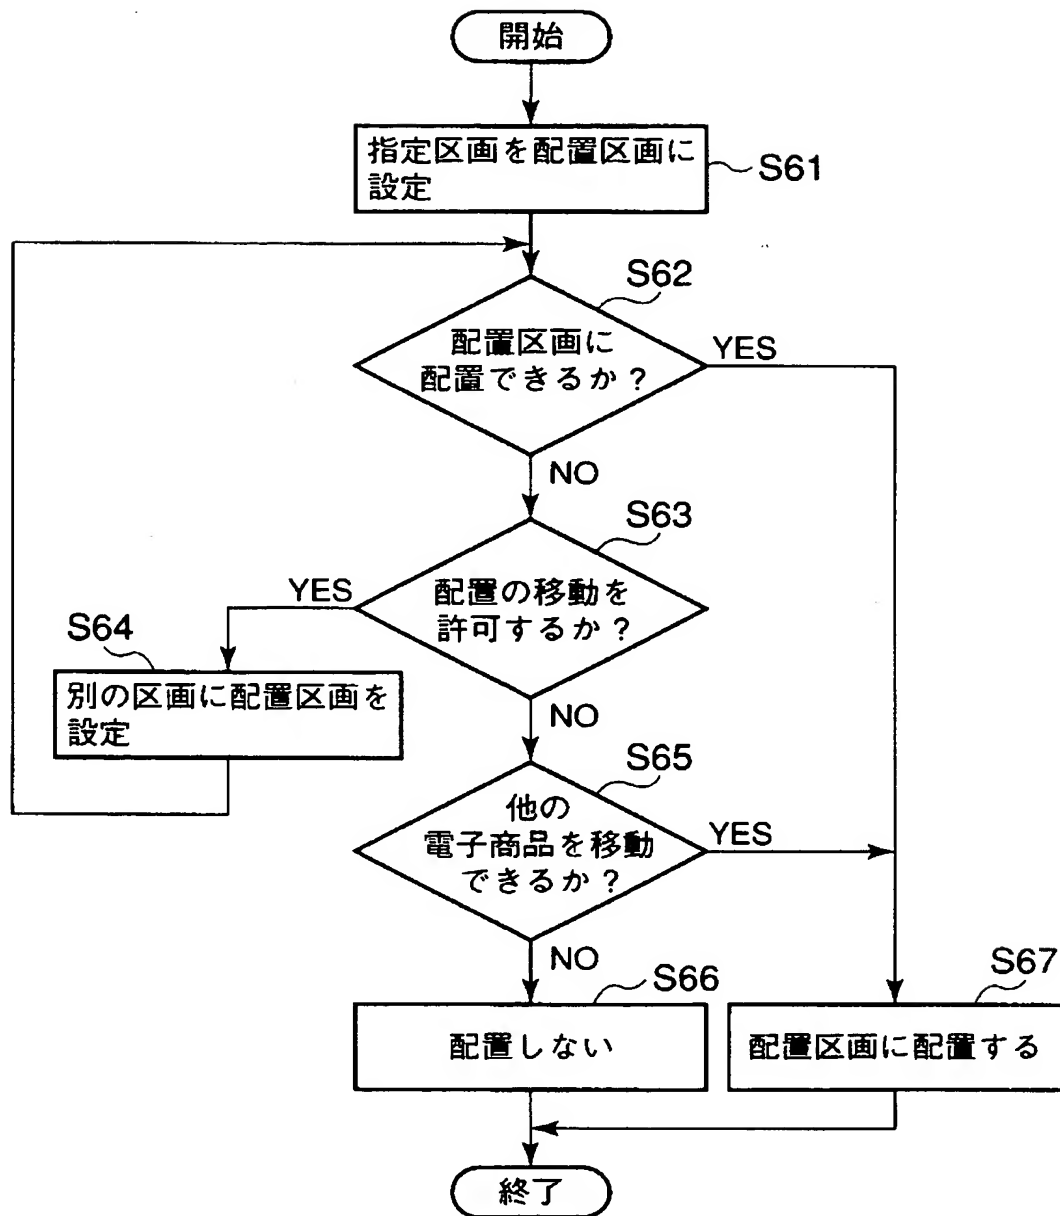 開始
指定区画を配置区画に
設定
S61
S62
配置区画に
配置できるか？
YES
NO
S63
配置の移動を
許可するか？
YES
S64
別の区画に配置区画を
設定
NO
S65
他の
電子商品を移動
できるか？
YES
NO
S66
配置しない
S67
配置区画に配置する
終了